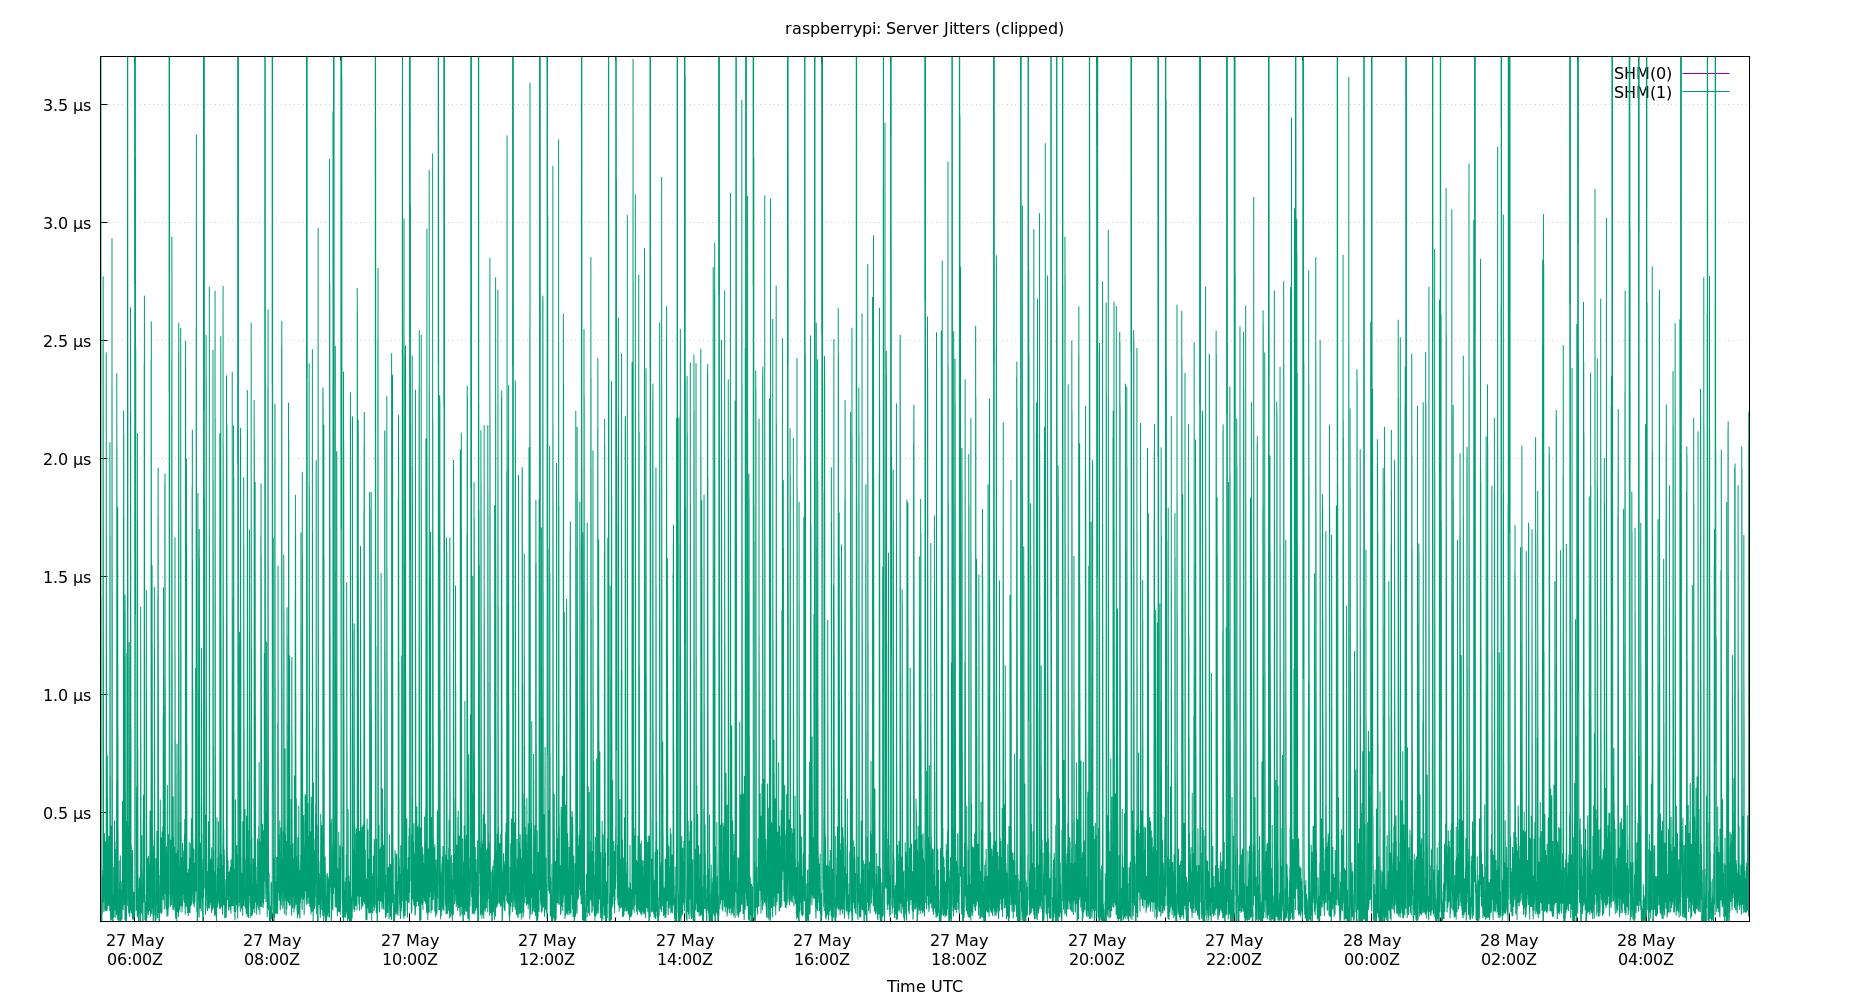 raspberrypi: Server Jitters (clipped)
SHM(0)
SHM(1)
3.5 µs
3.0 µs
2.5 µs
2.0 µs
1.5 µs
1.0 µs
0.5 µs
27 May 27 May 27 May 27 May 27 May 27 May 27 May 27 May 27 May 28 May 28 May 28 May
06:00Z 08:00Z 10:00Z 12:00Z 14:00Z 16:00Z 18:00Z 20:00Z 22:00Z 00:00Z 02:00Z 04:00Z
Time UTC